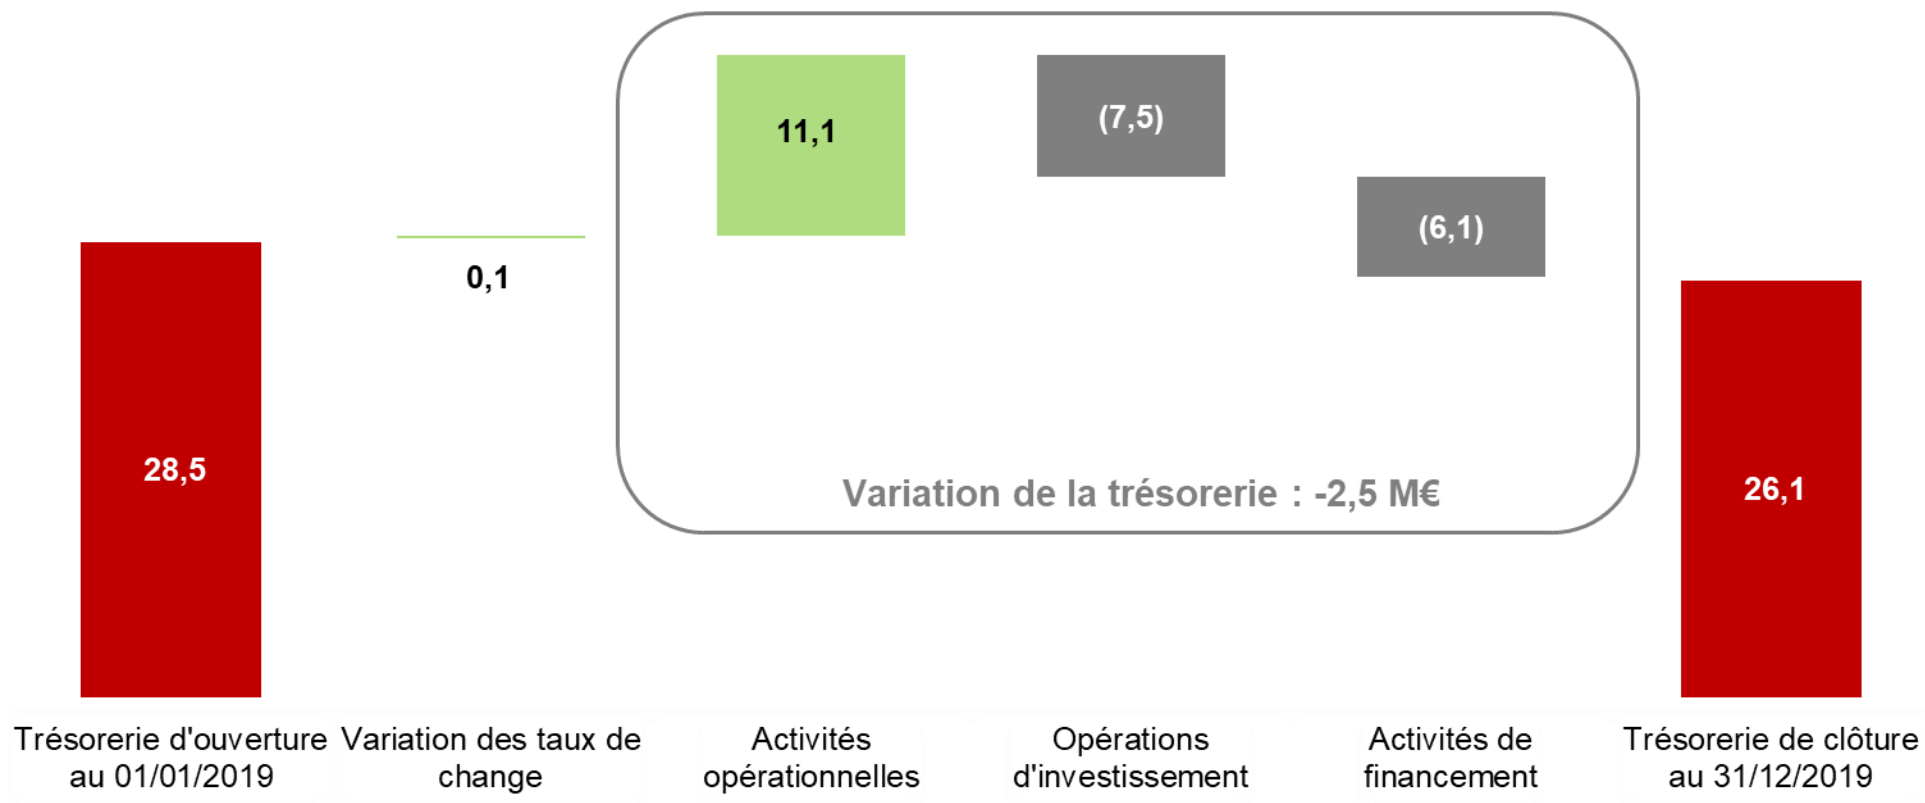 11,1
(7,5)
(6,1)
0,1
28,5
Variation de la trésorerie : -2,5 M€
26,1
Trésorerie d'ouverture
au 01/01/2019
Variation des taux de
change
Activités
opérationnelles
Opérations
d'investissement
Activités de
financement
Trésorerie de clôture
au 31/12/2019